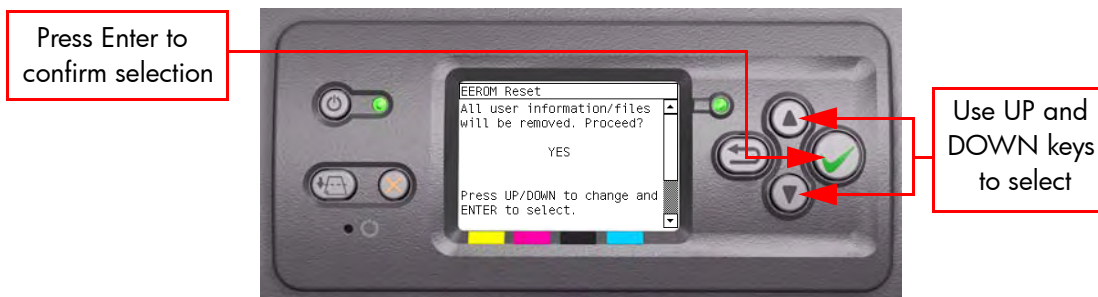 Press Enter to
confirm selection
EEROM Reset
All user information/files
will be removed. Proceed?
YES
Press UP/DOWN to change and
ENTER to select.
Use UP and
DOWN keys
to select